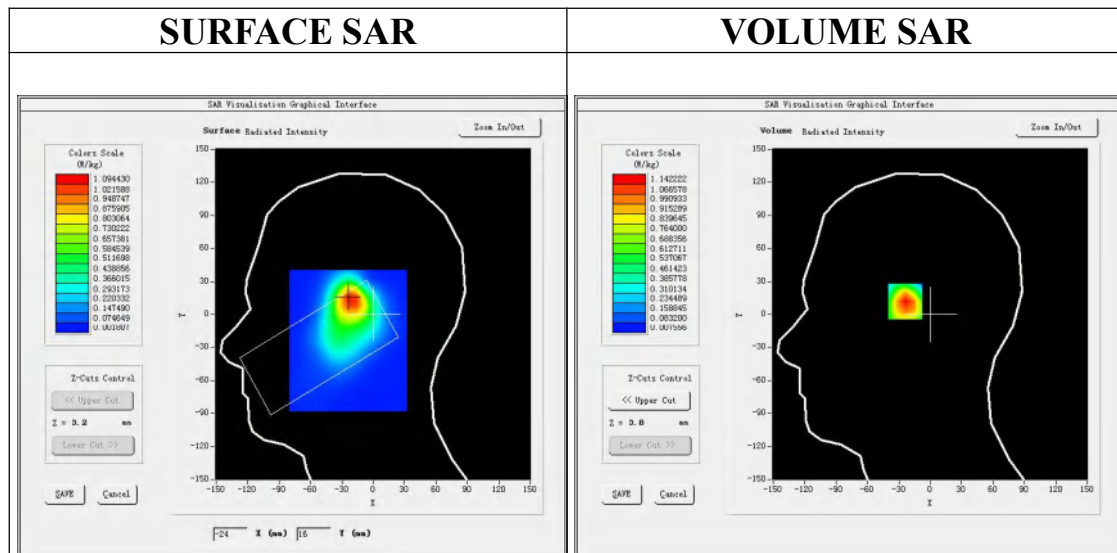 SURFACE SAR
VOLUME SAR
SAR Visualisation Graphical Interface
Surface Radiated Intensity
Zoom In/Out
Colors Scale
(W/kg)
1.094430
1.021588
0.948747
0.875905
0.803064
0.730222
0.657381
0.584539
0.511698
0.438856
0.366015
0.293173
0.220332
0.147490
0.074649
0.001807
150
120
90
60
30
0
-30
-60
-90
-120
-150
Y
-150 -120 -90 -60 -30 0 30 60 90 120 150
X
Z-Cuts Control
<< Upper Cut
Z = 3.2 mm
Lower Cut >>
SAVE Cancel
-24 X (mm) 16 Y (mm)
SAR Visualisation Graphical Interface
Volume Radiated Intensity
Zoom In/Out
Colors Scale
(W/kg)
1.142222
1.066578
0.990933
0.915289
0.839645
0.764000
0.688356
0.612711
0.537067
0.461423
0.385778
0.310134
0.234489
0.158845
0.083200
0.007556
150
120
90
60
30
0
-30
-60
-90
-120
-150
Y
-150 -120 -90 -60 -30 0 30 60 90 120 150
X
Z-Cuts Control
<< Upper Cut
Z = 3.8 mm
Lower Cut >>
SAVE Cancel